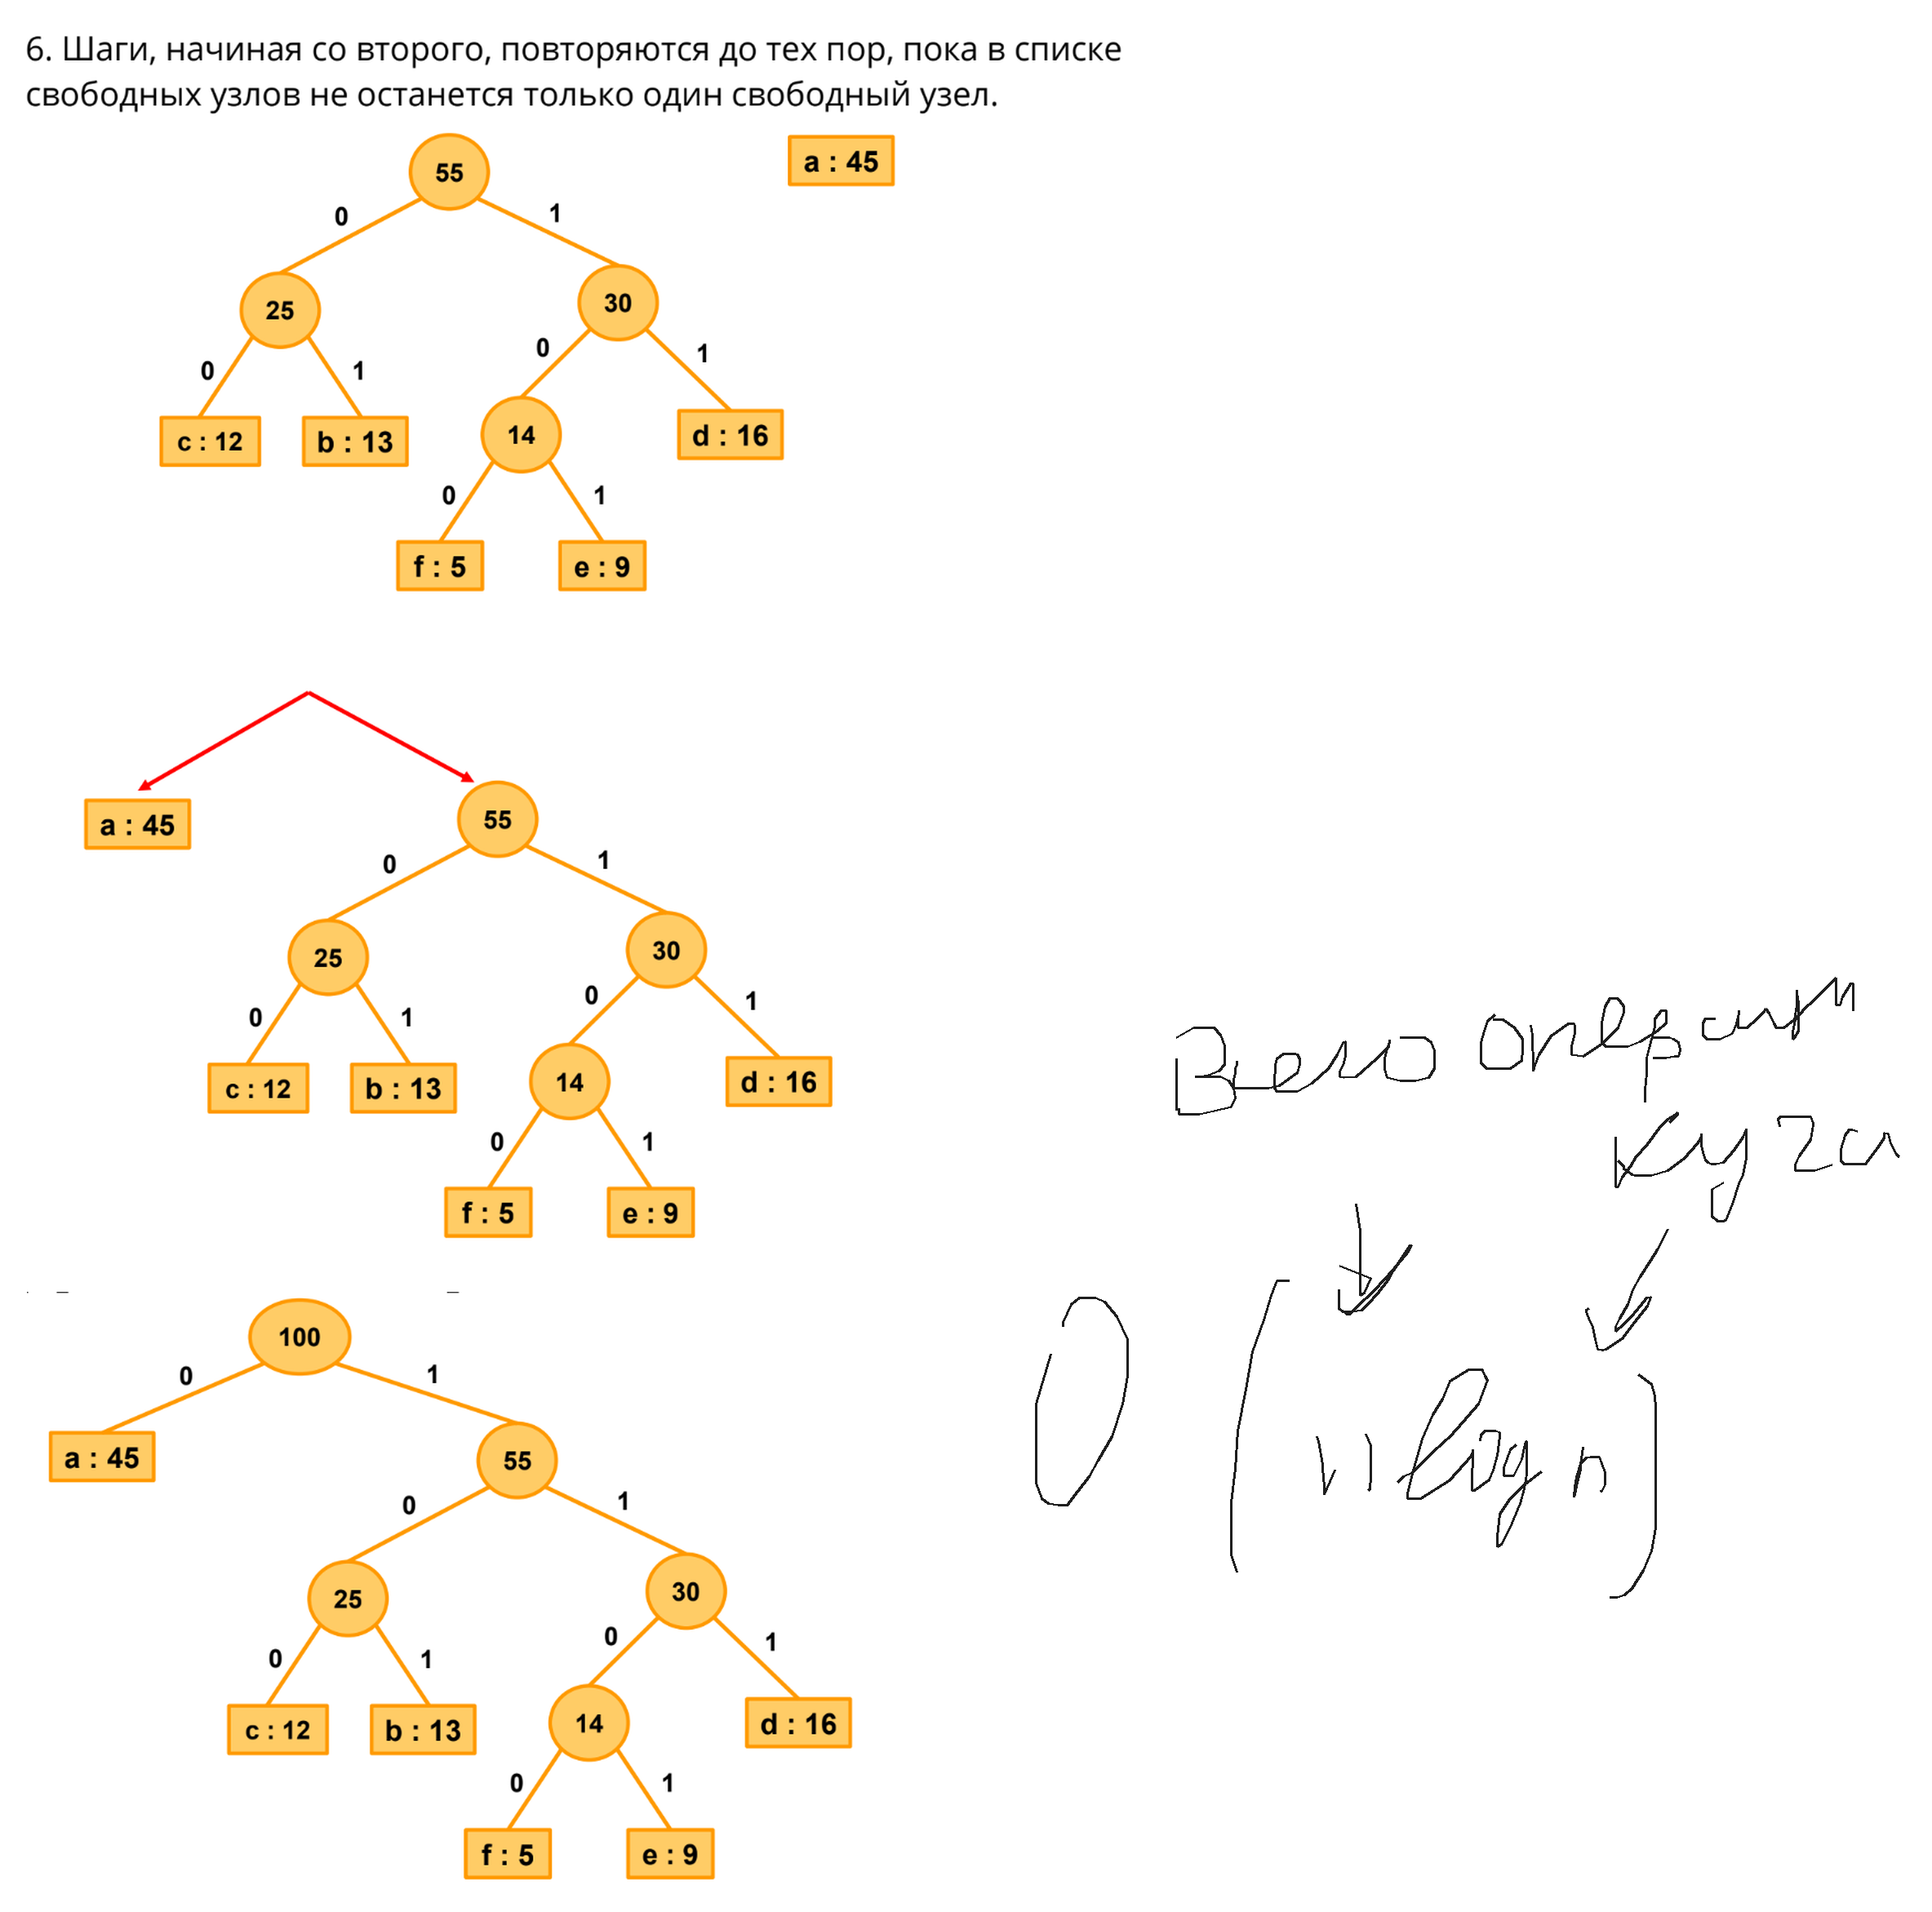 6. Шаги, начиная со второго, повторяются до тех пор, пока в списке
свободных узлов не останется только один свободный узел.
55
a : 45
0 1
25 30
0 1 0 1
c : 12 b : 13 14 d : 16
0 1
f : 5 e : 9
a : 45 55
0 1
25 30
0 1 0 1
c : 12 b : 13 14 d : 16
0 1
f : 5 e : 9
100
0 1
a : 45 55
0 1
25 30
0 1 0 1
c : 12 b : 13 14 d : 16
0 1
f : 5 e : 9
Всего
куча
O (n log n)